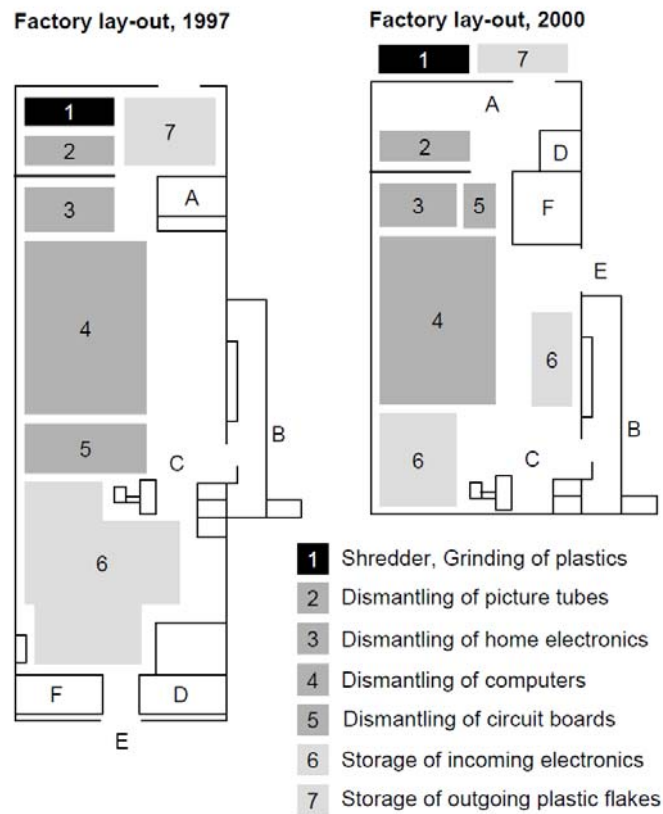 Factory lay-out, 1997
1
7
2
3
A
4
5
C
B
6
F
D
E
Factory lay-out, 2000
1
7
A
2
D
3
5
F
E
4
6
6
C
B
1 Shredder, Grinding of plastics
2 Dismantling of picture tubes
3 Dismantling of home electronics
4 Dismantling of computers
5 Dismantling of circuit boards
6 Storage of incoming electronics
7 Storage of outgoing plastic flakes